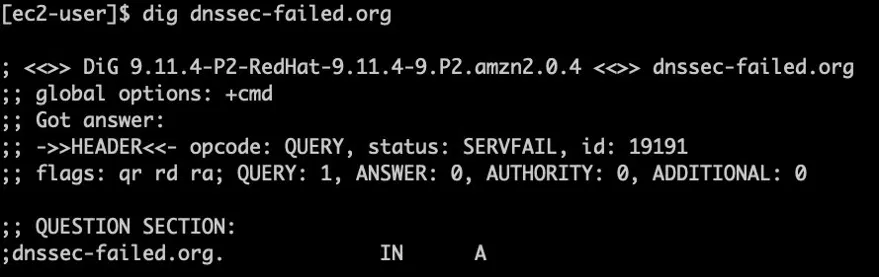 [ec2-user]$ dig dnssec-failed.org
; <<>> DiG 9.11.4-P2-RedHat-9.11.4-9.P2.amzn2.0.4 <<>> dnssec-failed.org
;; global options: +cmd
;; Got answer:
;; ->>HEADER<<- opcode: QUERY, status: SERVFAIL, id: 19191
;; flags: qr rd ra; QUERY: 1, ANSWER: 0, AUTHORITY: 0, ADDITIONAL: 0
;; QUESTION SECTION:
;dnssec-failed.org. IN A